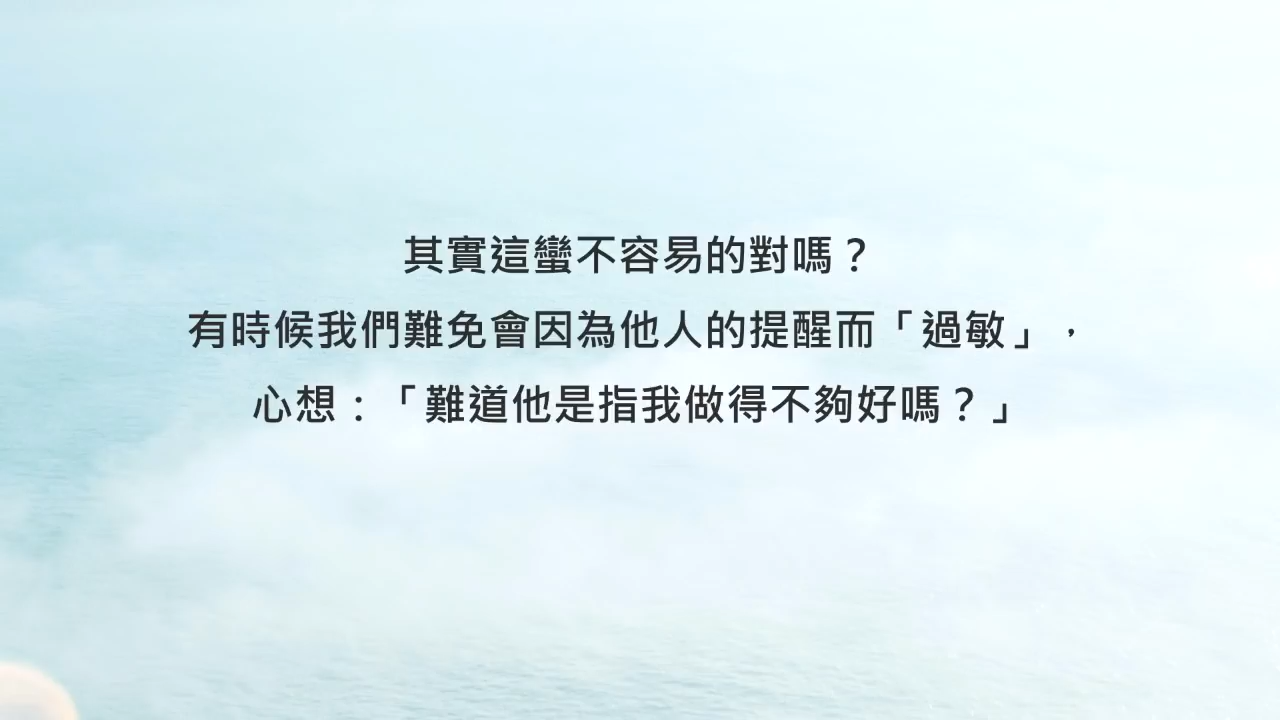 其實這蠻不容易的對嗎？
有時候我們難免會因為他人的提醒而「過敏」，
心想：「難道他是指我做得不夠好嗎？」